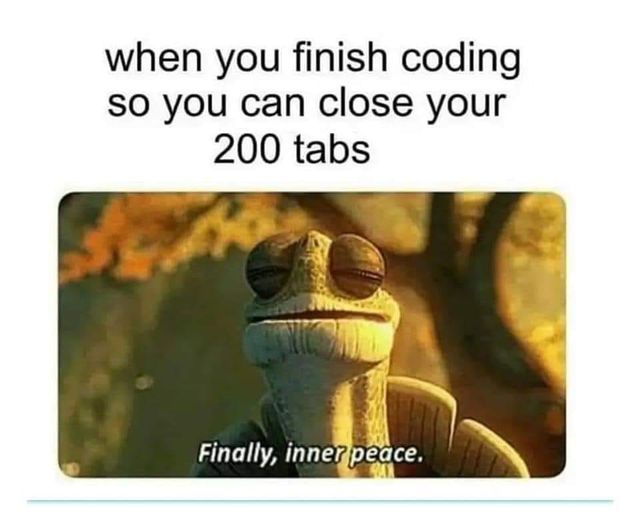 when you finish coding
so you can close your
200 tabs
Finally, inner peace.